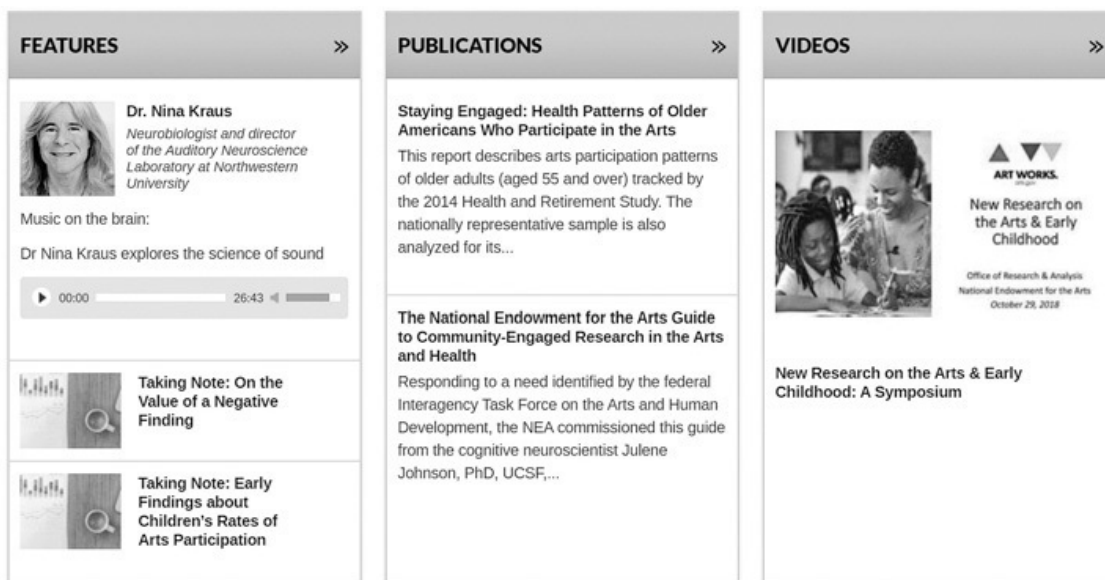 FEATURES »
Dr. Nina Kraus
Neurobiologist and director
of the Auditory Neuroscience
Laboratory at Northwestern
University
Music on the brain:
Dr Nina Kraus explores the science of sound
00:00 26:43
Taking Note: On the
Value of a Negative
Finding
Taking Note: Early
Findings about
Children's Rates of
Arts Participation
PUBLICATIONS »
Staying Engaged: Health Patterns of Older
Americans Who Participate in the Arts
This report describes arts participation patterns
of older adults (aged 55 and over) tracked by
the 2014 Health and Retirement Study. The
nationally representative sample is also
analyzed for its...
The National Endowment for the Arts Guide
to Community-Engaged Research in the Arts
and Health
Responding to a need identified by the federal
Interagency Task Force on the Arts and Human
Development, the NEA commissioned this guide
from the cognitive neuroscientist Julene
Johnson, PhD, UCSF,...
VIDEOS »
ART WORKS.
arts.gov
New Research on
the Arts & Early
Childhood
Office of Research & Analysis
National Endowment for the Arts
October 29, 2018
New Research on the Arts & Early
Childhood: A Symposium